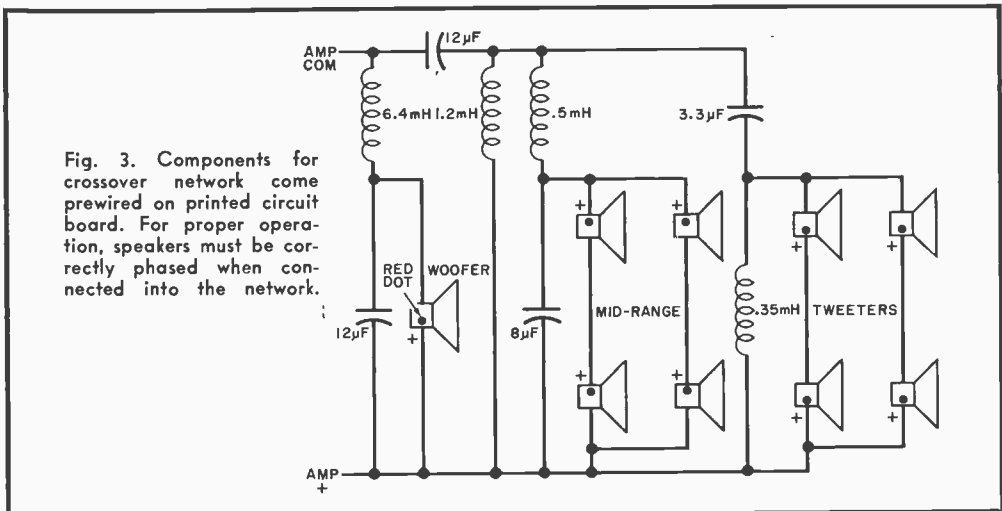 AMP
COM
12µF
6.4mH
1.2mH
.5mH
3.3µF
Fig. 3. Components for
crossover network come
prewired on printed circuit
board. For proper opera-
tion, speakers must be cor-
rectly phased when con-
nected into the network.
+
+
+
+
RED
DOT
WOOFER
12µF
+
8µF
MID-RANGE
.35mH
TWEETERS
+
+
+
+
AMP
+